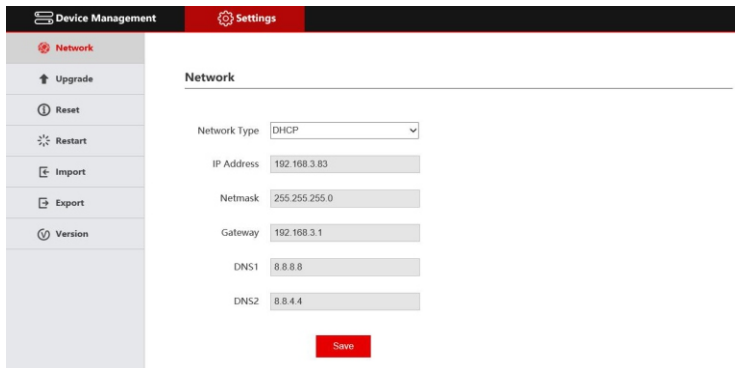 Device Management
Settings
Network
Upgrade
Reset
Restart
Import
Export
Version
Network
Network Type DHCP
IP Address 192.168.3.83
Netmask 255.255.255.0
Gateway 192.168.3.1
DNS1 8.8.8.8
DNS2 8.8.4.4
Save